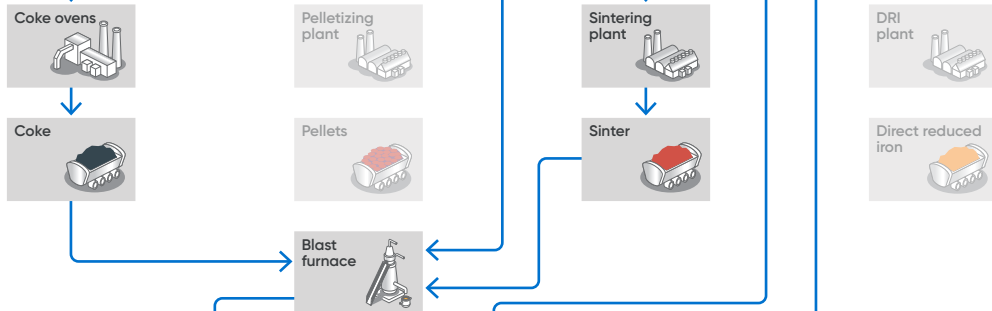 Coke ovens
Pelletizing
plant
Sintering
plant
DRI
plant
Coke
Pellets
Sinter
Direct reduced
iron
Blast
furnace